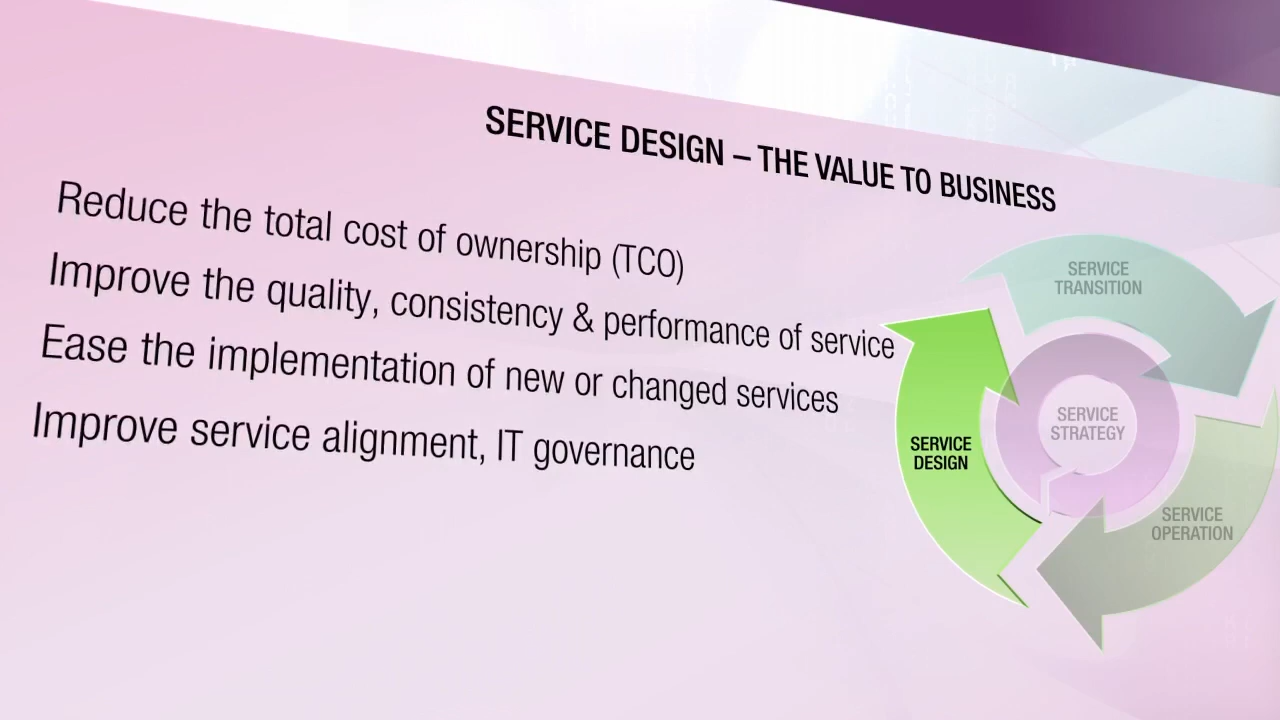 SERVICE DESIGN – THE VALUE TO BUSINESS
Reduce the total cost of ownership (TCO)
Improve the quality, consistency & performance of service
Ease the implementation of new or changed services
Improve service alignment, IT governance
SERVICE
TRANSITION
SERVICE
STRATEGY
SERVICE
DESIGN
SERVICE
OPERATION